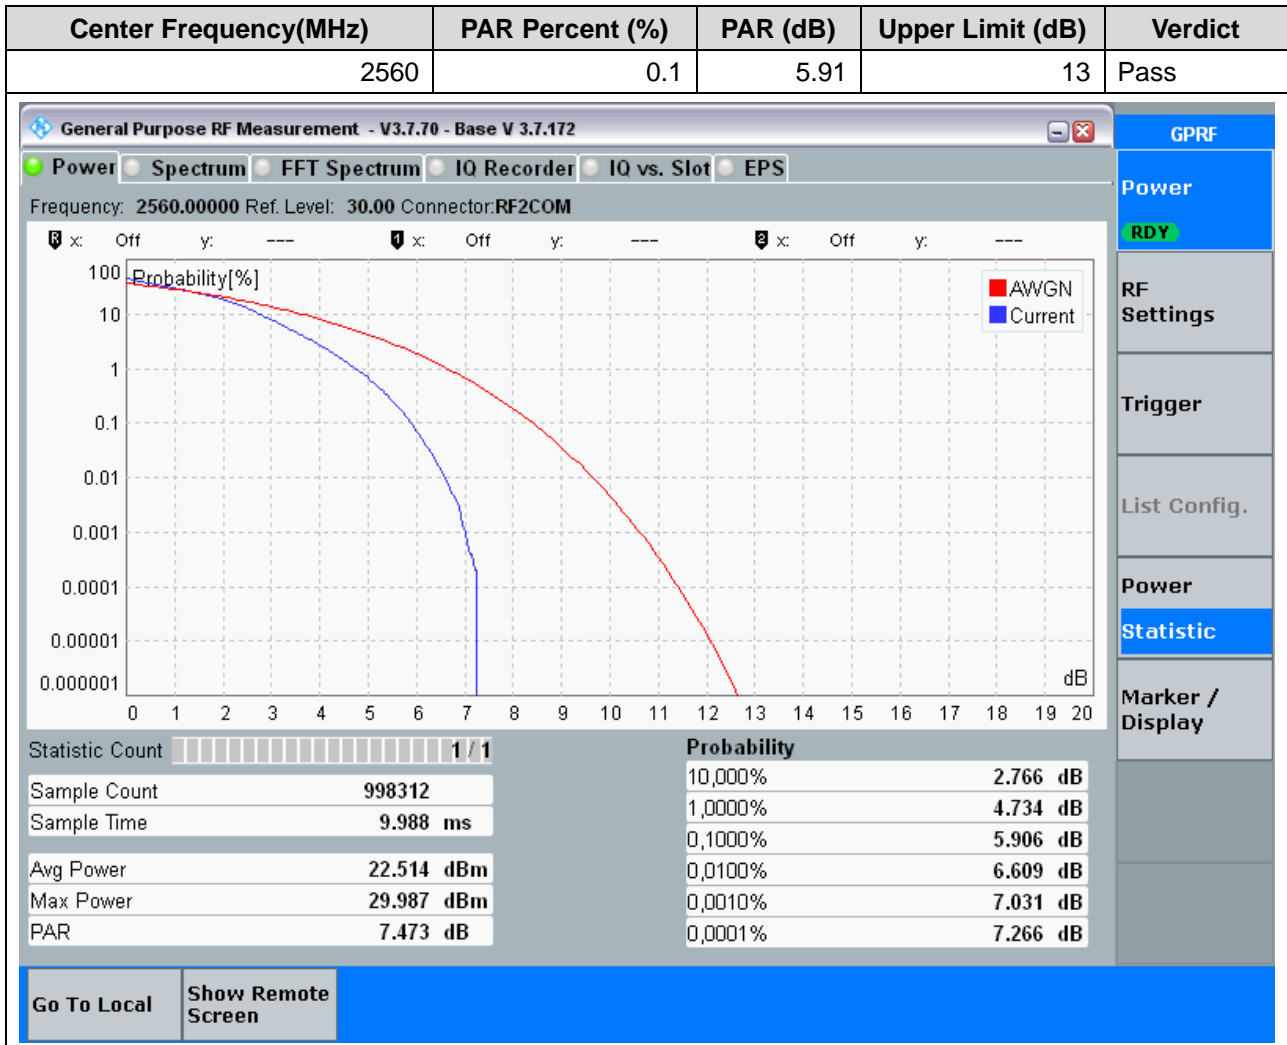 Center Frequency(MHz) PAR Percent (%) PAR (dB) Upper Limit (dB) Verdict
2560 0.1 5.91 13 Pass
General Purpose RF Measurement - V3.7.70 - Base V 3.7.172
GPRF
Power Spectrum FFT Spectrum IQ Recorder IQ vs. Slot EPS
Frequency: 2560.00000 Ref. Level: 30.00 Connector:RF2COM
Power
RDY
R x: Off y: --- 1 x: Off y: --- 2 x: Off y: ---
100 Probability[%]
AWGN
Current
10
1
0.1
0.01
0.001
0.0001
0.00001
0.000001
dB
0 1 2 3 4 5 6 7 8 9 10 11 12 13 14 15 16 17 18 19 20
RF
Settings
Trigger
List Config.
Power
Statistic
Marker /
Display
Statistic Count 1 / 1
Sample Count 998312
Sample Time 9.988 ms
Avg Power 22.514 dBm
Max Power 29.987 dBm
PAR 7.473 dB
Probability
10,000% 2.766 dB
1,0000% 4.734 dB
0,1000% 5.906 dB
0,0100% 6.609 dB
0,0010% 7.031 dB
0,0001% 7.266 dB
Go To Local
Show Remote
Screen